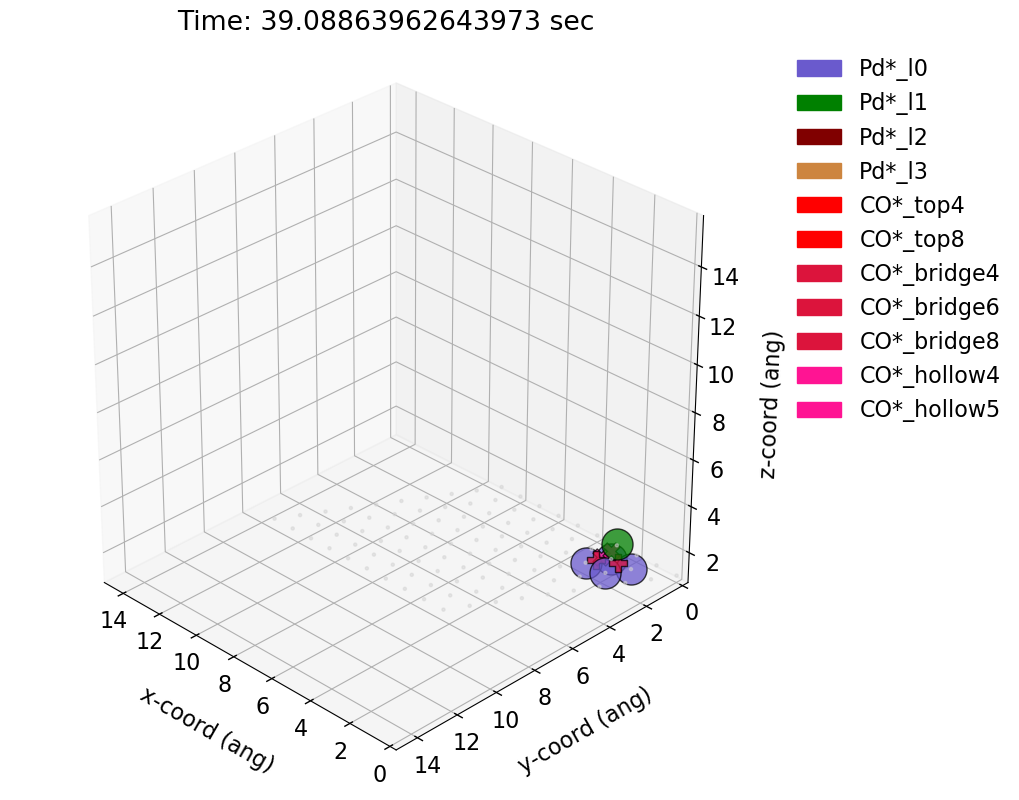 Time: 39.08863962643973 sec
Pd*_l0
Pd*_l1
Pd*_l2
Pd*_l3
CO*_top4
CO*_top8
CO*_bridge4
CO*_bridge6
CO*_bridge8
CO*_hollow4
CO*_hollow5
14
12
10
8
6
4
2
z-coord (ang)
14
12
10
8
6
4
2
0
x-coord (ang)
0
2
4
6
8
10
12
14
y-coord (ang)